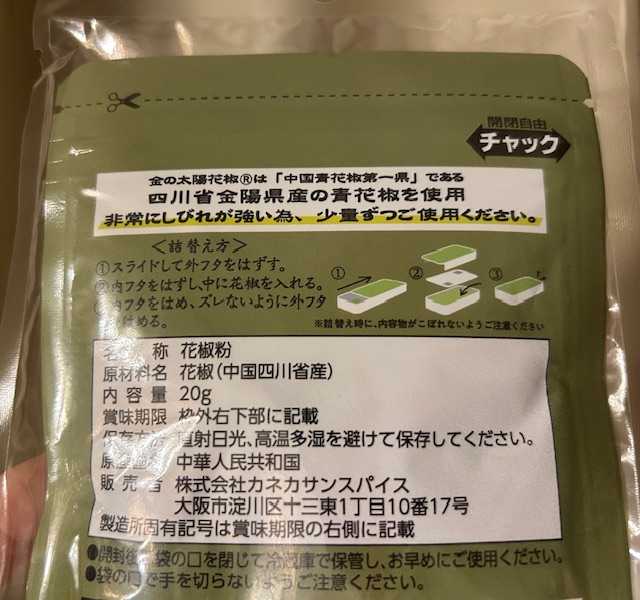 開閉自由
チャック
金の太陽花椒®は「中国青花椒第一県」である
四川省金陽県産の青花椒を使用
非常にしびれが強い為、少量ずつご使用ください。
<詰替え方>
①スライドして外フタをはずす。
②内フタをはずし、中に花椒を入れる。
内フタをはめ、ズレないように外フタ
はめる。
① ② ③
※詰替え時に、内容物がこぼれないようご注意ください
名 称 花椒粉
原材料名 花椒(中国四川省産)
内容量 20g
賞味期限 枠外右下部に記載
保存方法 直射日光、高温多湿を避けて保存してください。
中華人民共和国
販売者 株式会社カネカサンスパイス
大阪市淀川区十三東1丁目10番17号
製造所固有記号は賞味期限の右側に記載
●開封後は袋の口を閉じて冷蔵庫で保管し、お早めにご使用ください。
●袋の口で手を切らないようご注意ください。